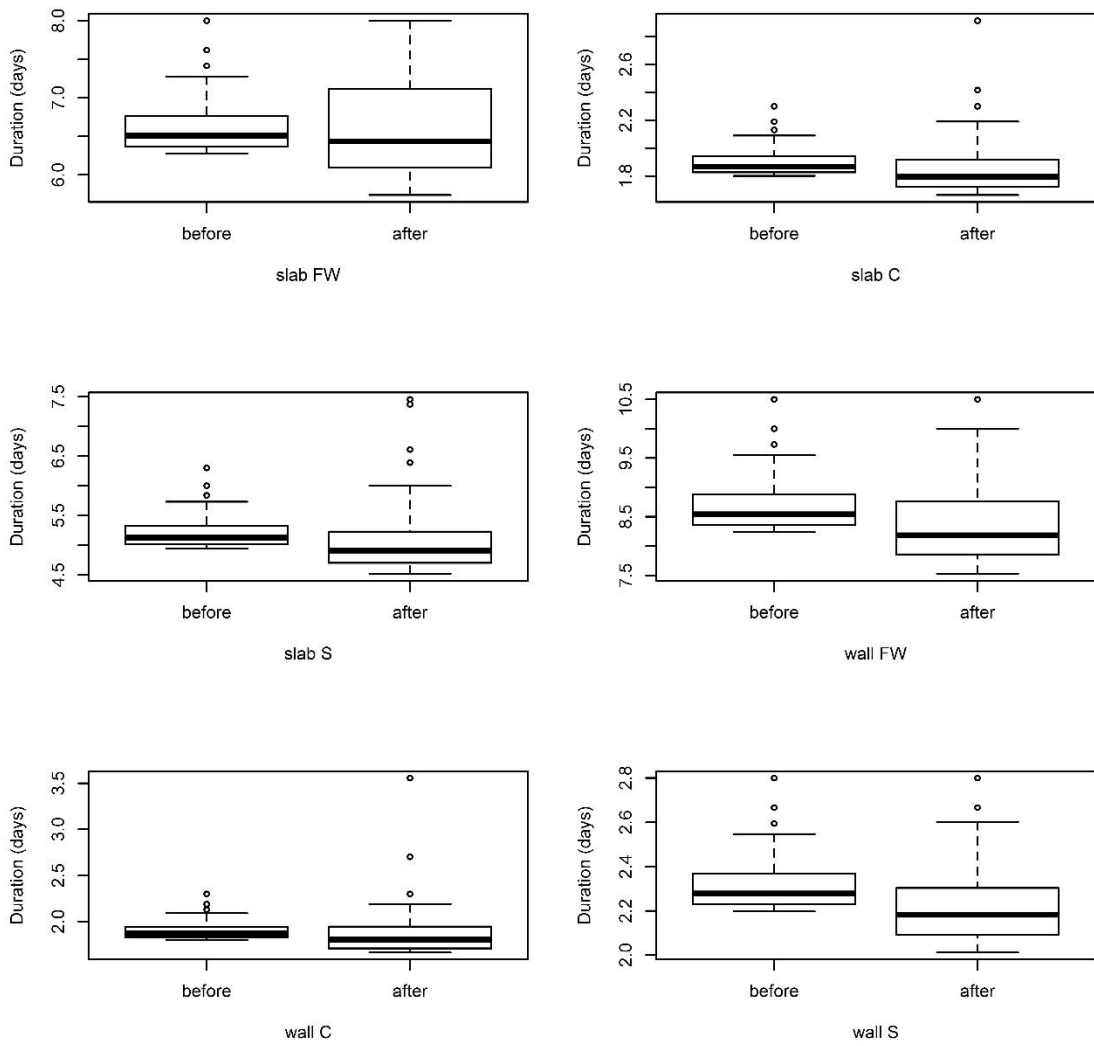 Duration (days)
8.0
7.0
6.0
before
after
slab FW
Duration (days)
2.6
2.2
1.8
before
after
slab C
Duration (days)
7.5
6.5
5.5
4.5
before
after
slab S
Duration (days)
10.5
9.5
8.5
7.5
before
after
wall FW
Duration (days)
3.5
3.0
2.5
2.0
before
after
wall C
Duration (days)
2.8
2.6
2.4
2.2
2.0
before
after
wall S